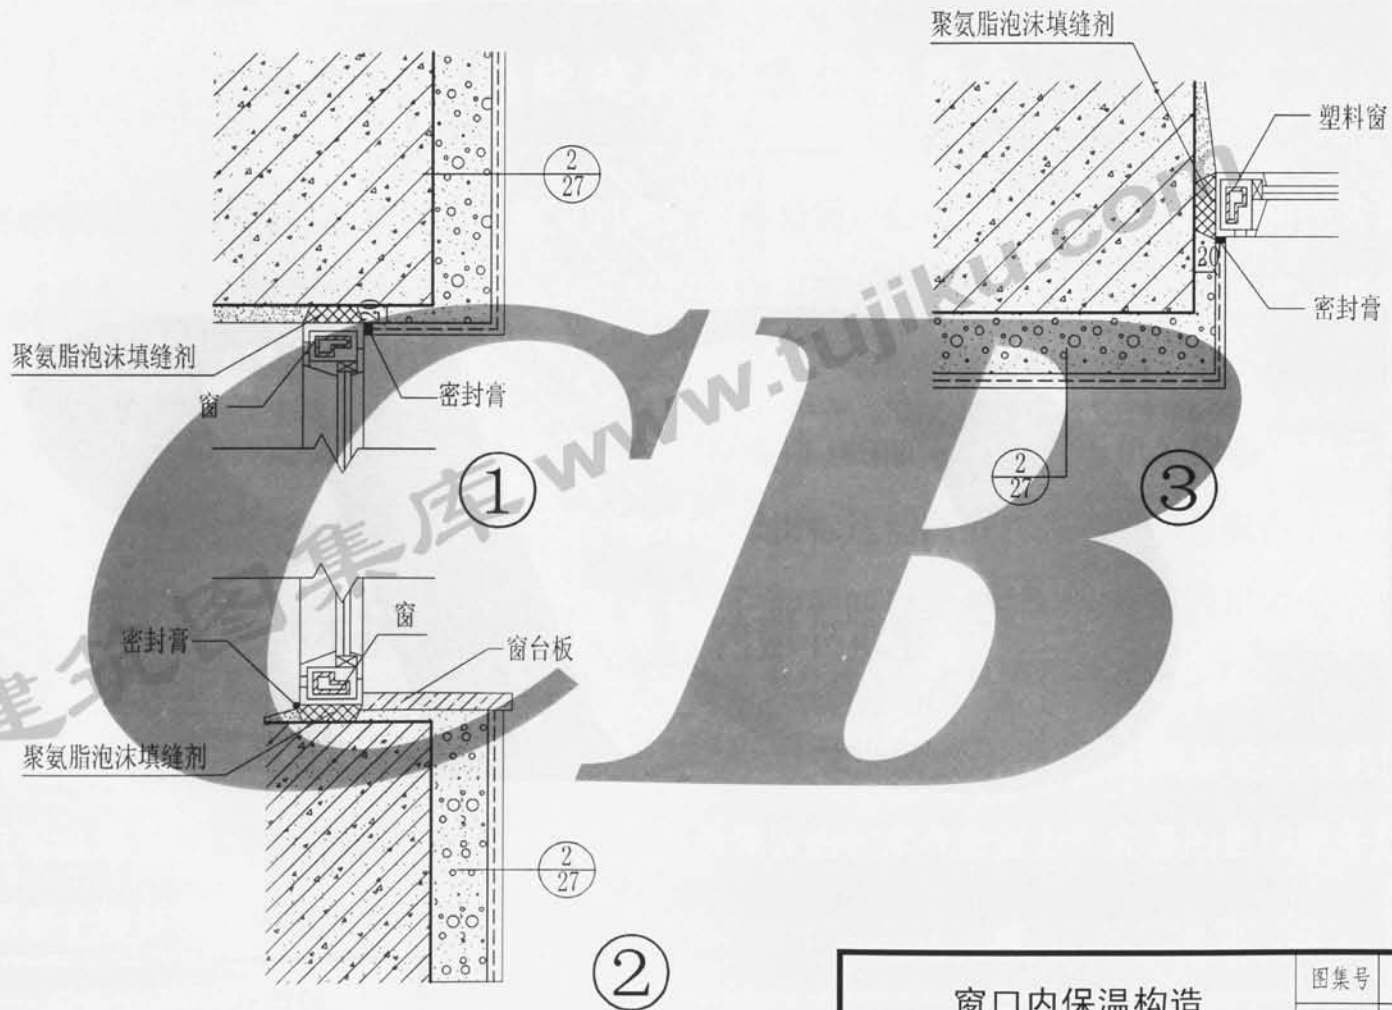 聚氨脂泡沫填缝剂
塑料窗
2
27
20
密封膏
聚氨脂泡沫填缝剂
20
窗
密封膏
2
27
①
③
建筑图集库 www.tujiku.com
CB
密封膏
窗
窗台板
聚氨脂泡沫填缝剂
2
27
②
窗口内保温构造
图集号